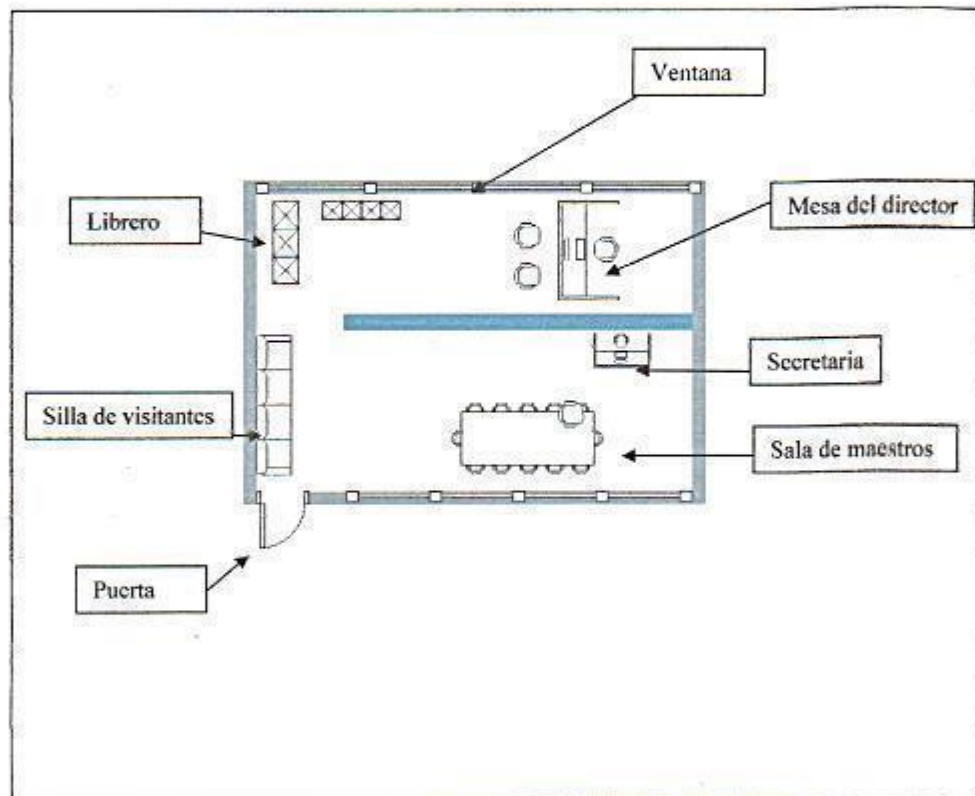 Ventana
Mesa del director
Librero
Secretaria
Silla de visitantes
Sala de maestros
Puerta